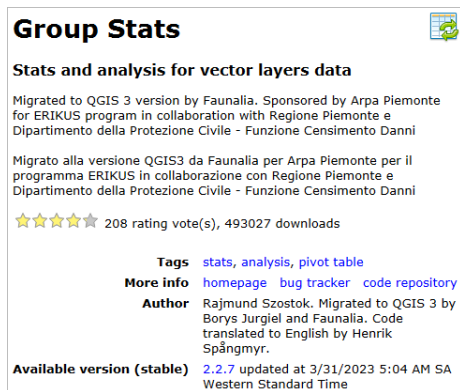 Group Stats
Stats and analysis for vector layers data
Migrated to QGIS 3 version by Faunalia. Sponsored by Arpa Piemonte
for ERIKUS program in collaboration with Regione Piemonte e
Dipartimento della Protezione Civile - Funzione Censimento Danni
Migrato alla versione QGIS3 da Faunalia per Arpa Piemonte per il
programma ERIKUS in collaborazione con Regione Piemonte e
Dipartimento della Protezione Civile - Funzione Censimento Danni
208 rating vote(s), 493027 downloads
Tags stats, analysis, pivot table
More info homepage bug tracker code repository
Author Rajmund Szostok. Migrated to QGIS 3 by
Borys Jurgiel and Faunalia. Code
translated to English by Henrik
Spångmyr.
Available version (stable) 2.2.7 updated at 3/31/2023 5:04 AM SA
Western Standard Time